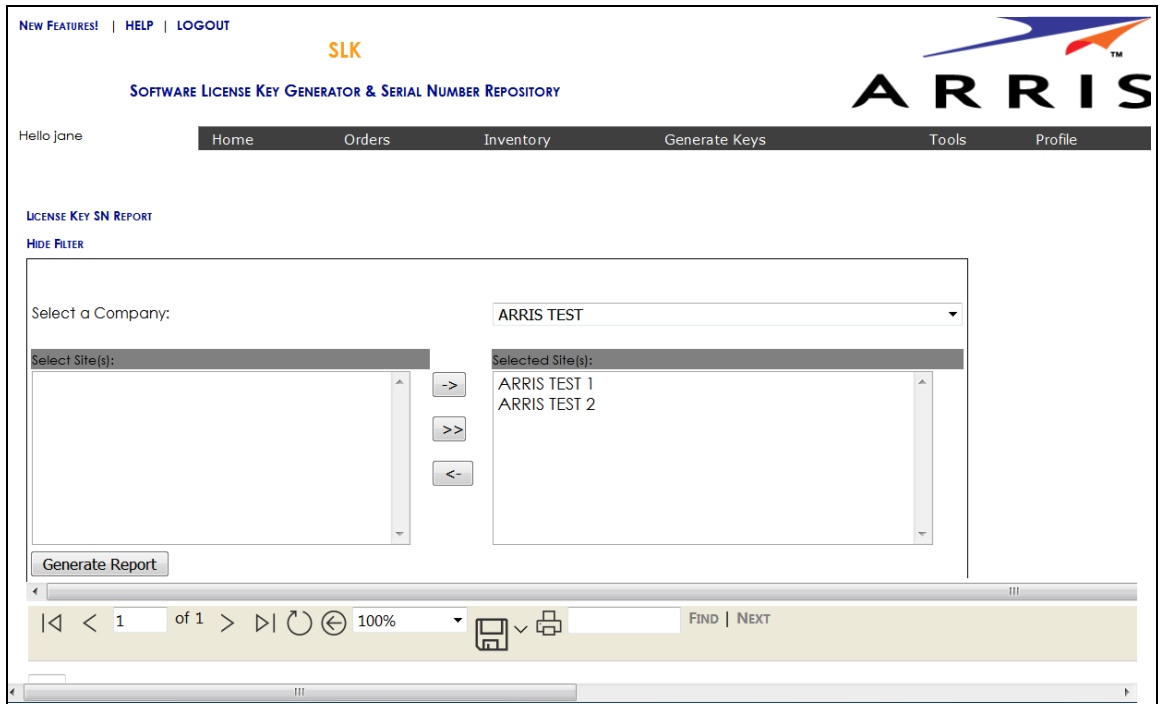 NEW FEATURES! | HELP | LOGOUT
SLK
SOFTWARE LICENSE KEY GENERATOR & SERIAL NUMBER REPOSITORY
TM
ARRIS
Hello jane
Home Orders Inventory Generate Keys Tools Profile
LICENSE KEY SN REPORT
HIDE FILTER
Select a Company: ARRIS TEST
Select Site(s): Selected Site(s):
ARRIS TEST 1
->
ARRIS TEST 2
>>
<-
Generate Report
1 of 1 100% FIND | NEXT